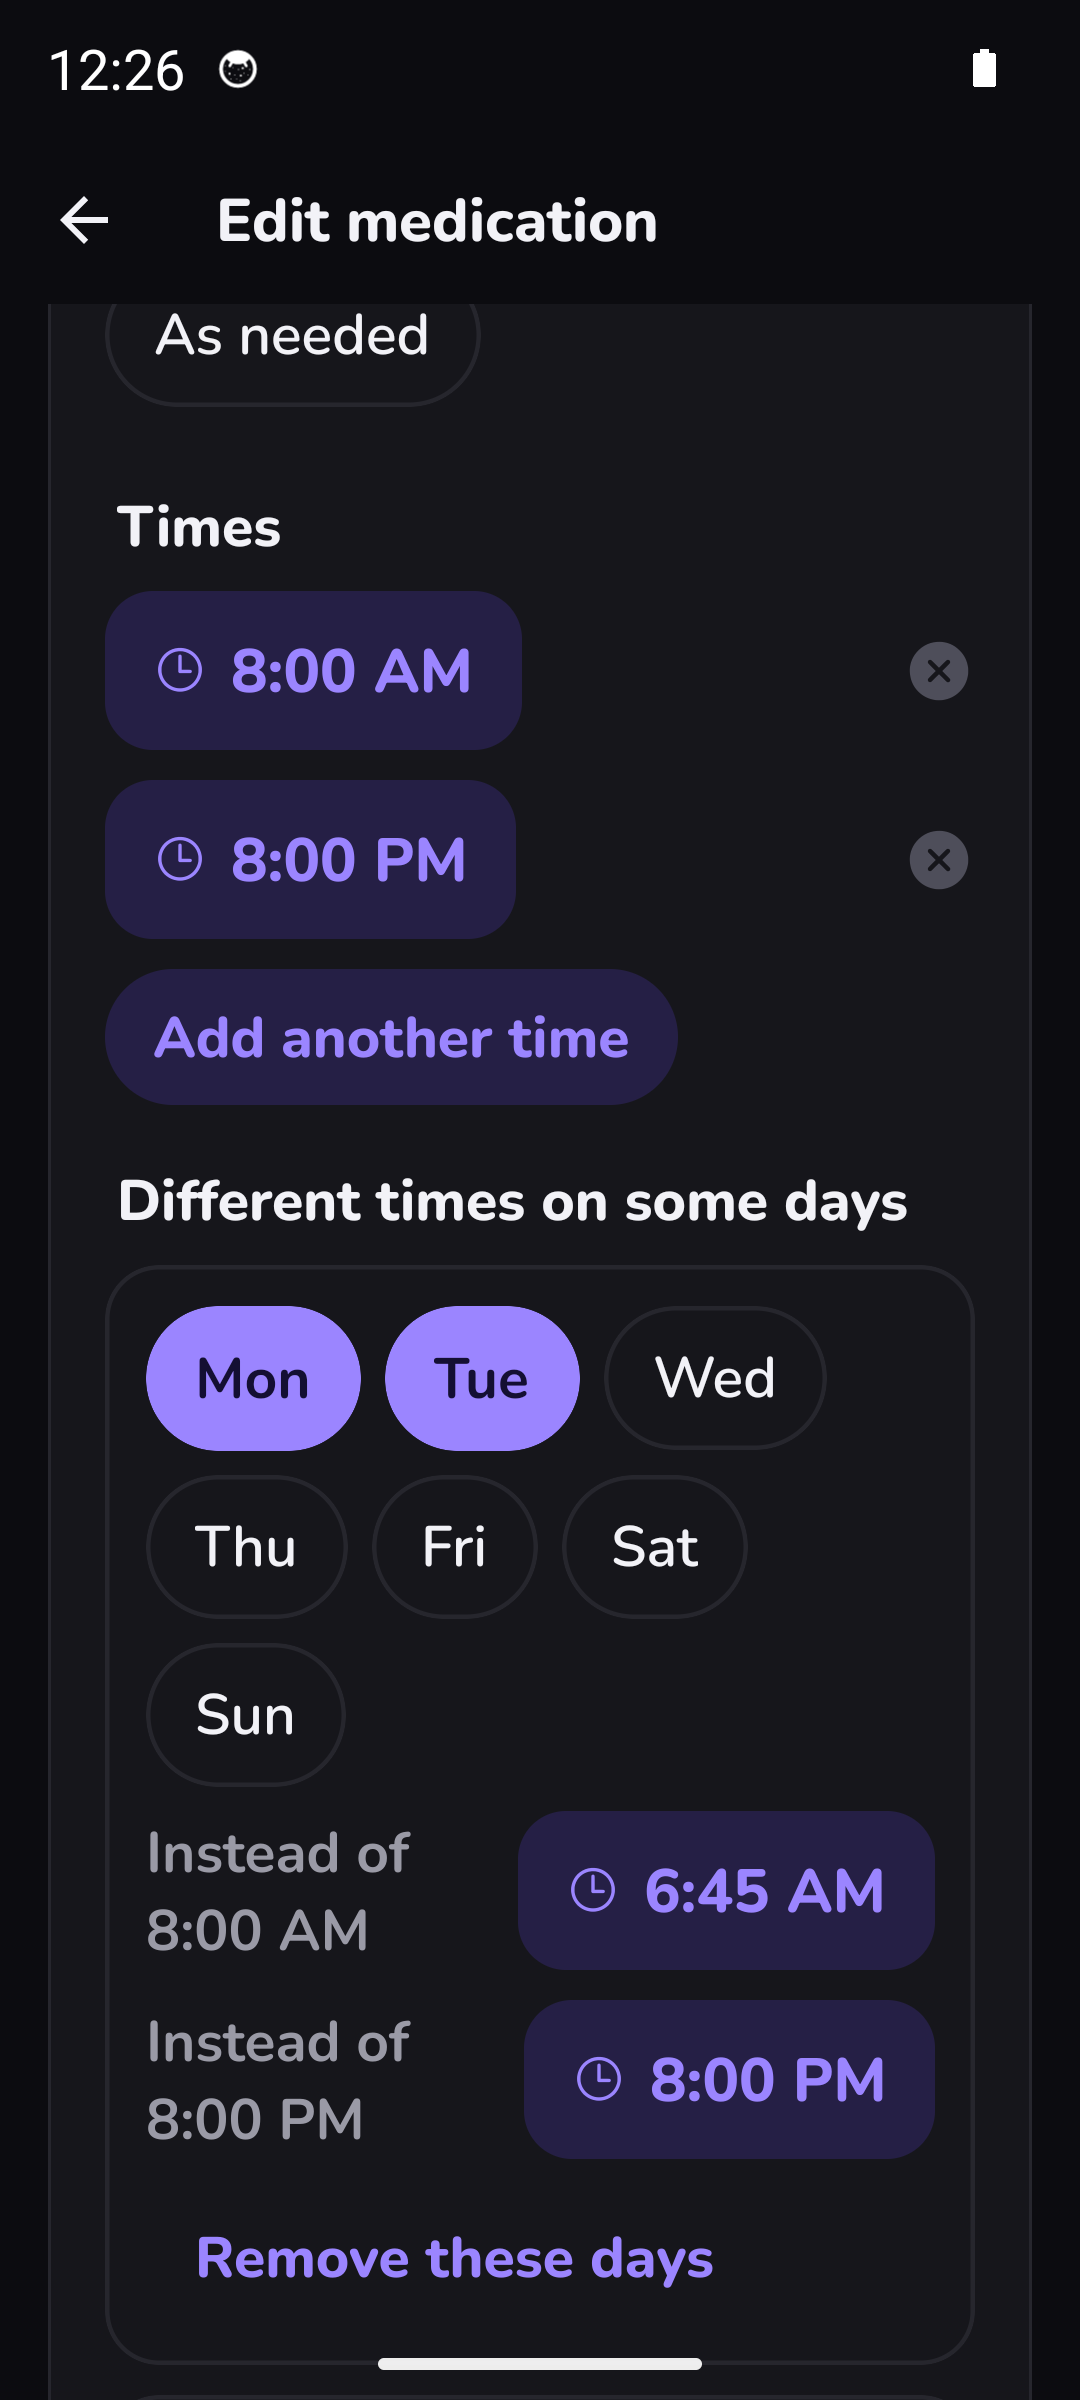 12:26
Edit medication
As needed
Times
8:00 AM
8:00 PM
Add another time
Different times on some days
Mon Tue Wed
Thu Fri Sat
Sun
Instead of
8:00 AM
6:45 AM
Instead of
8:00 PM
8:00 PM
Remove these days